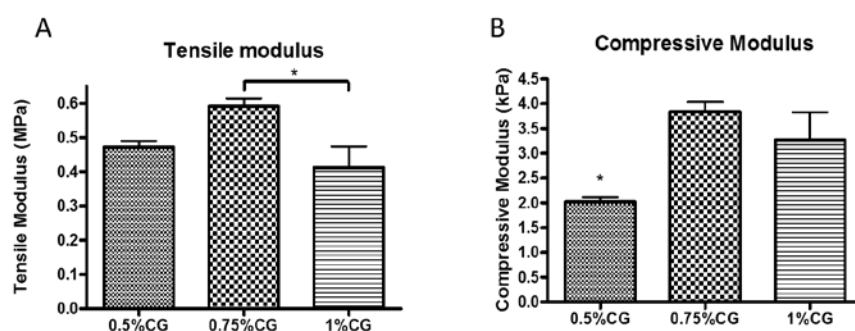 A
Tensile modulus
Tensile Modulus (MPa)
0.6
0.5
0.4
0.3
0.2
0.1
0.0
*
0.5%CG 0.75%CG 1%CG
B
Compressive Modulus
Compressive Modulus (kPa)
4.5
4.0
3.5
3.0
2.5
2.0
1.5
1.0
0.5
0.0
*
0.5%CG 0.75%CG 1%CG